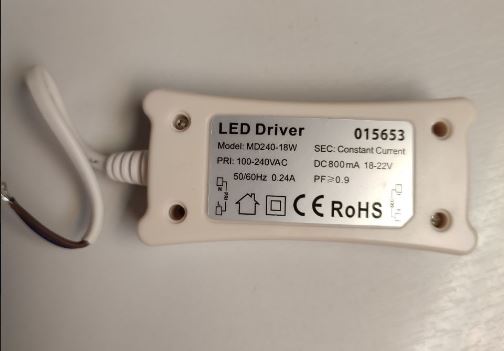 LED Driver 015653
Model: MD240-18W SEC: Constant Current
PRI: 100-240VAC DC800mA 18-22V
50/60Hz 0.24A PF≥0.9
CE RoHS